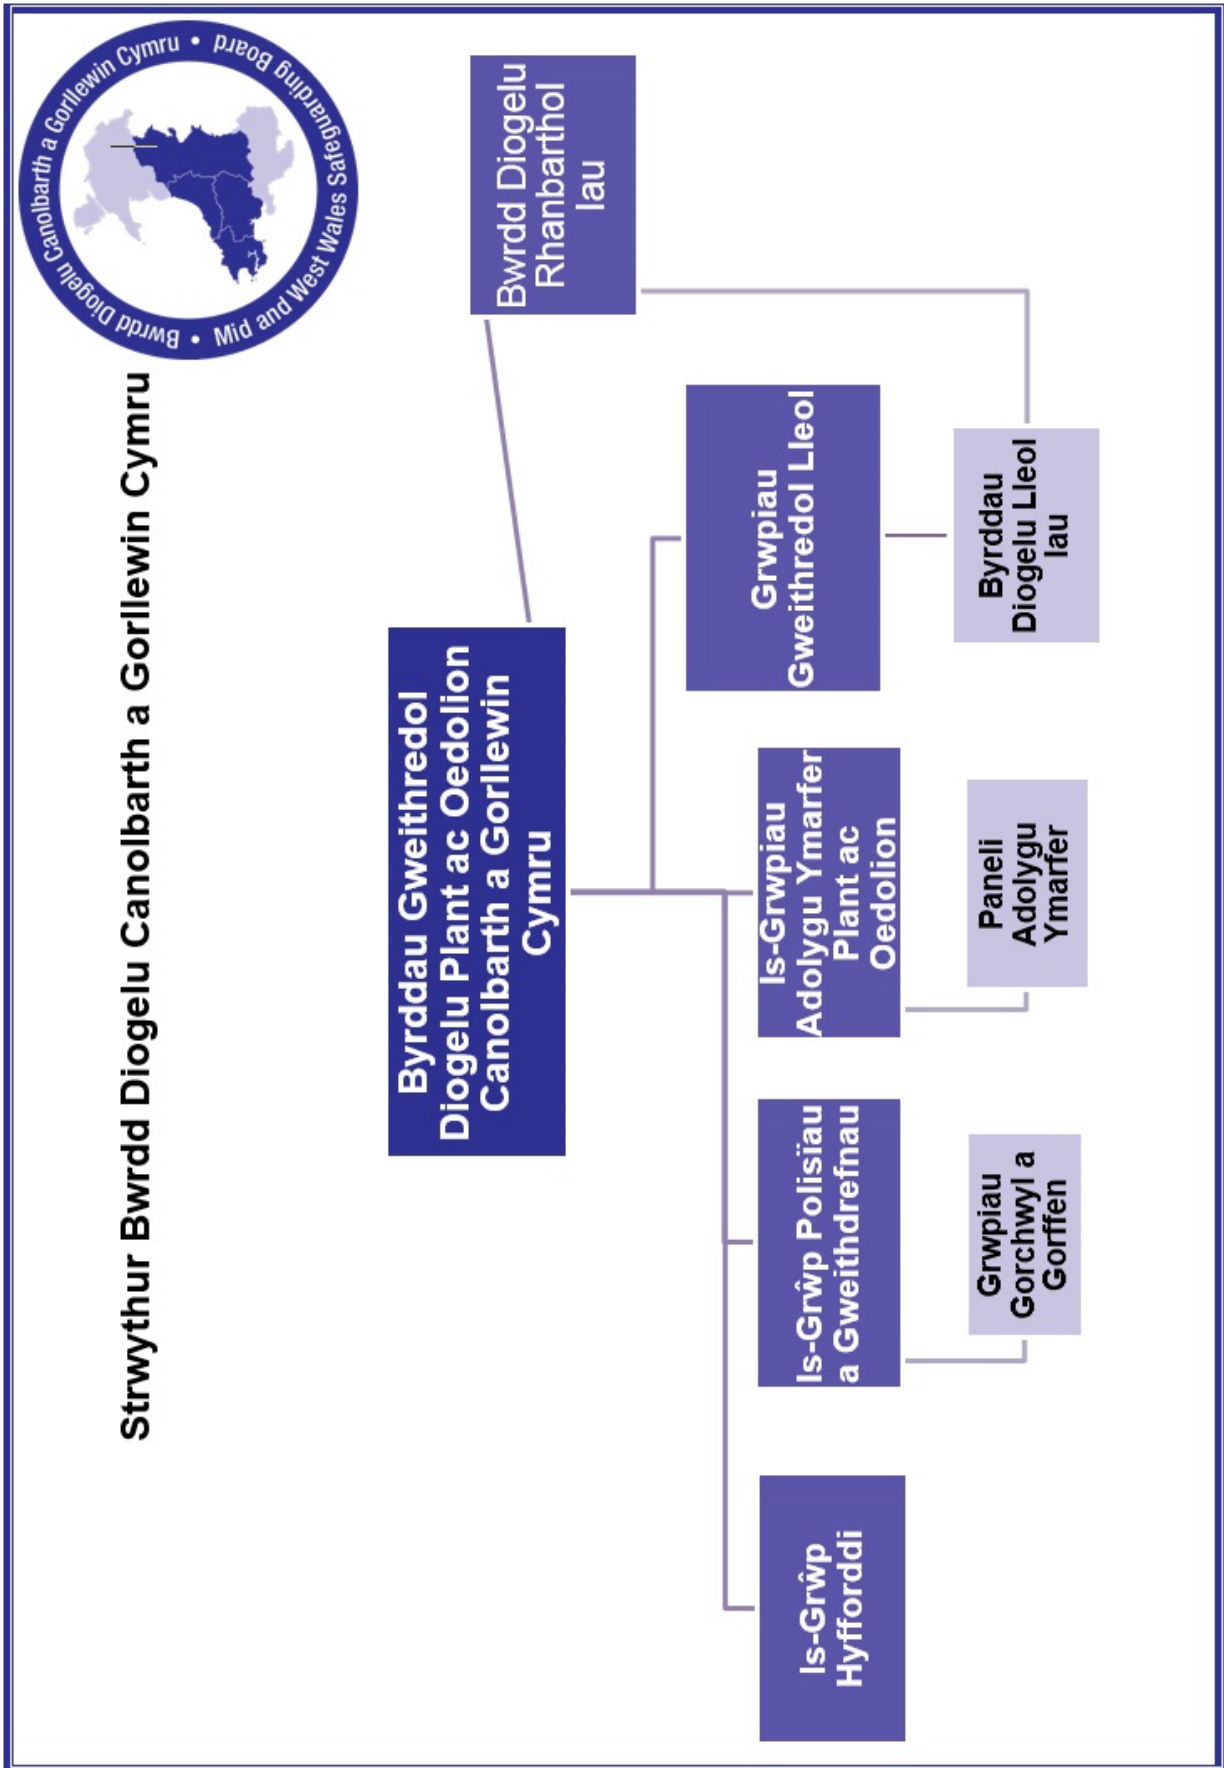 Strwythur Bwrdd Diogelu Canolbarth a Gorllewin Cymru
Bwrdd Diogelu Canolbarth a Gorllewin Cymru • Mid and West Wales Safeguarding Board •
Byrddau Gweithredol
Diogelu Plant ac Oedolion
Canolbarth a Gorllewin
Cymru
Bwrdd Diogelu
Rhanbarthol
Iau
Is-Grŵp
Hyfforddi
Is-Grŵp Polisïau
a Gweithdrefnau
Is-Grwpiau
Adolygu Ymarfer
Plant ac
Oedolion
Grwpiau
Gweithredol Lleol
Grwpiau
Gorchwyl a
Gorffen
Paneli
Adolygu
Ymarfer
Byrddau
Diogelu Lleol
Iau